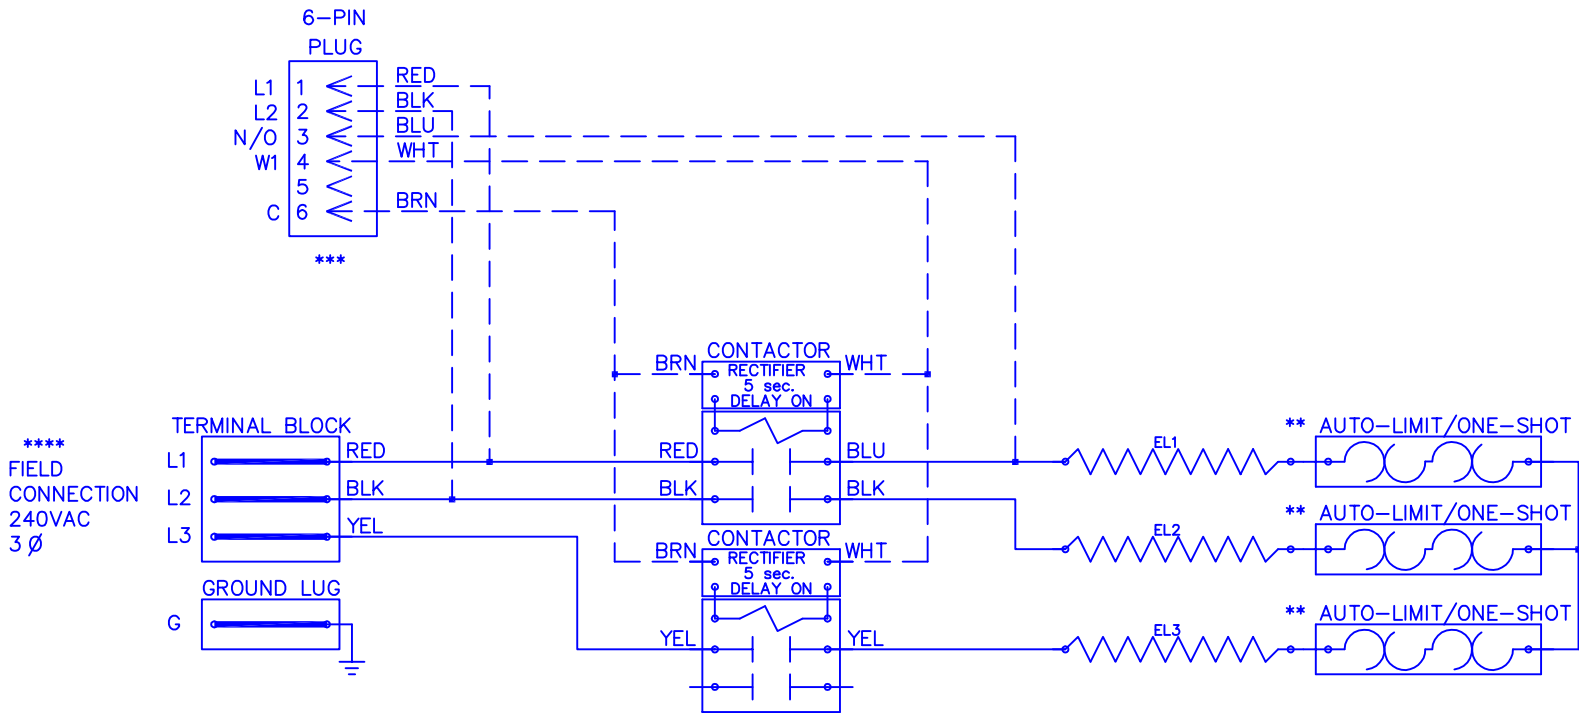 6-PIN
PLUG
L1 1 RED
L2 2 BLK
N/O 3 BLU
W1 4 WHT
5
C 6 BRN
***
CONTACTOR
BRN RECTIFIER WHT
5 sec.
DELAY ON
TERMINAL BLOCK
** AUTO-LIMIT/ONE-SHOT
****
FIELD
CONNECTION
240VAC
3 Ø
L1 RED RED BLU EL1
L2 BLK BLK BLK
** AUTO-LIMIT/ONE-SHOT
L3 YEL EL2
CONTACTOR
BRN RECTIFIER WHT
5 sec.
DELAY ON
GROUND LUG
** AUTO-LIMIT/ONE-SHOT
G
YEL YEL EL3